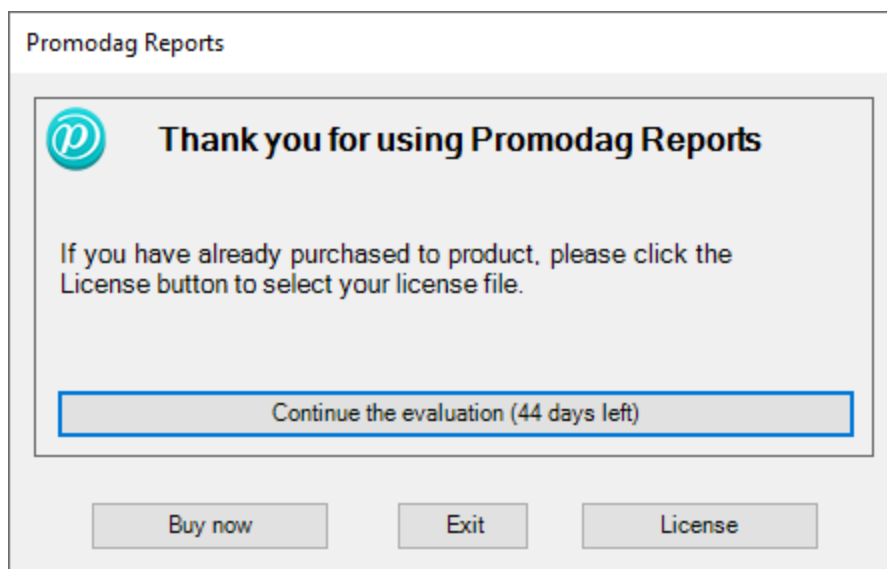 Promodag Reports
Thank you for using Promodag Reports
If you have already purchased to product, please click the
License button to select your license file.
Continue the evaluation (44 days left)
Buy now
Exit
License